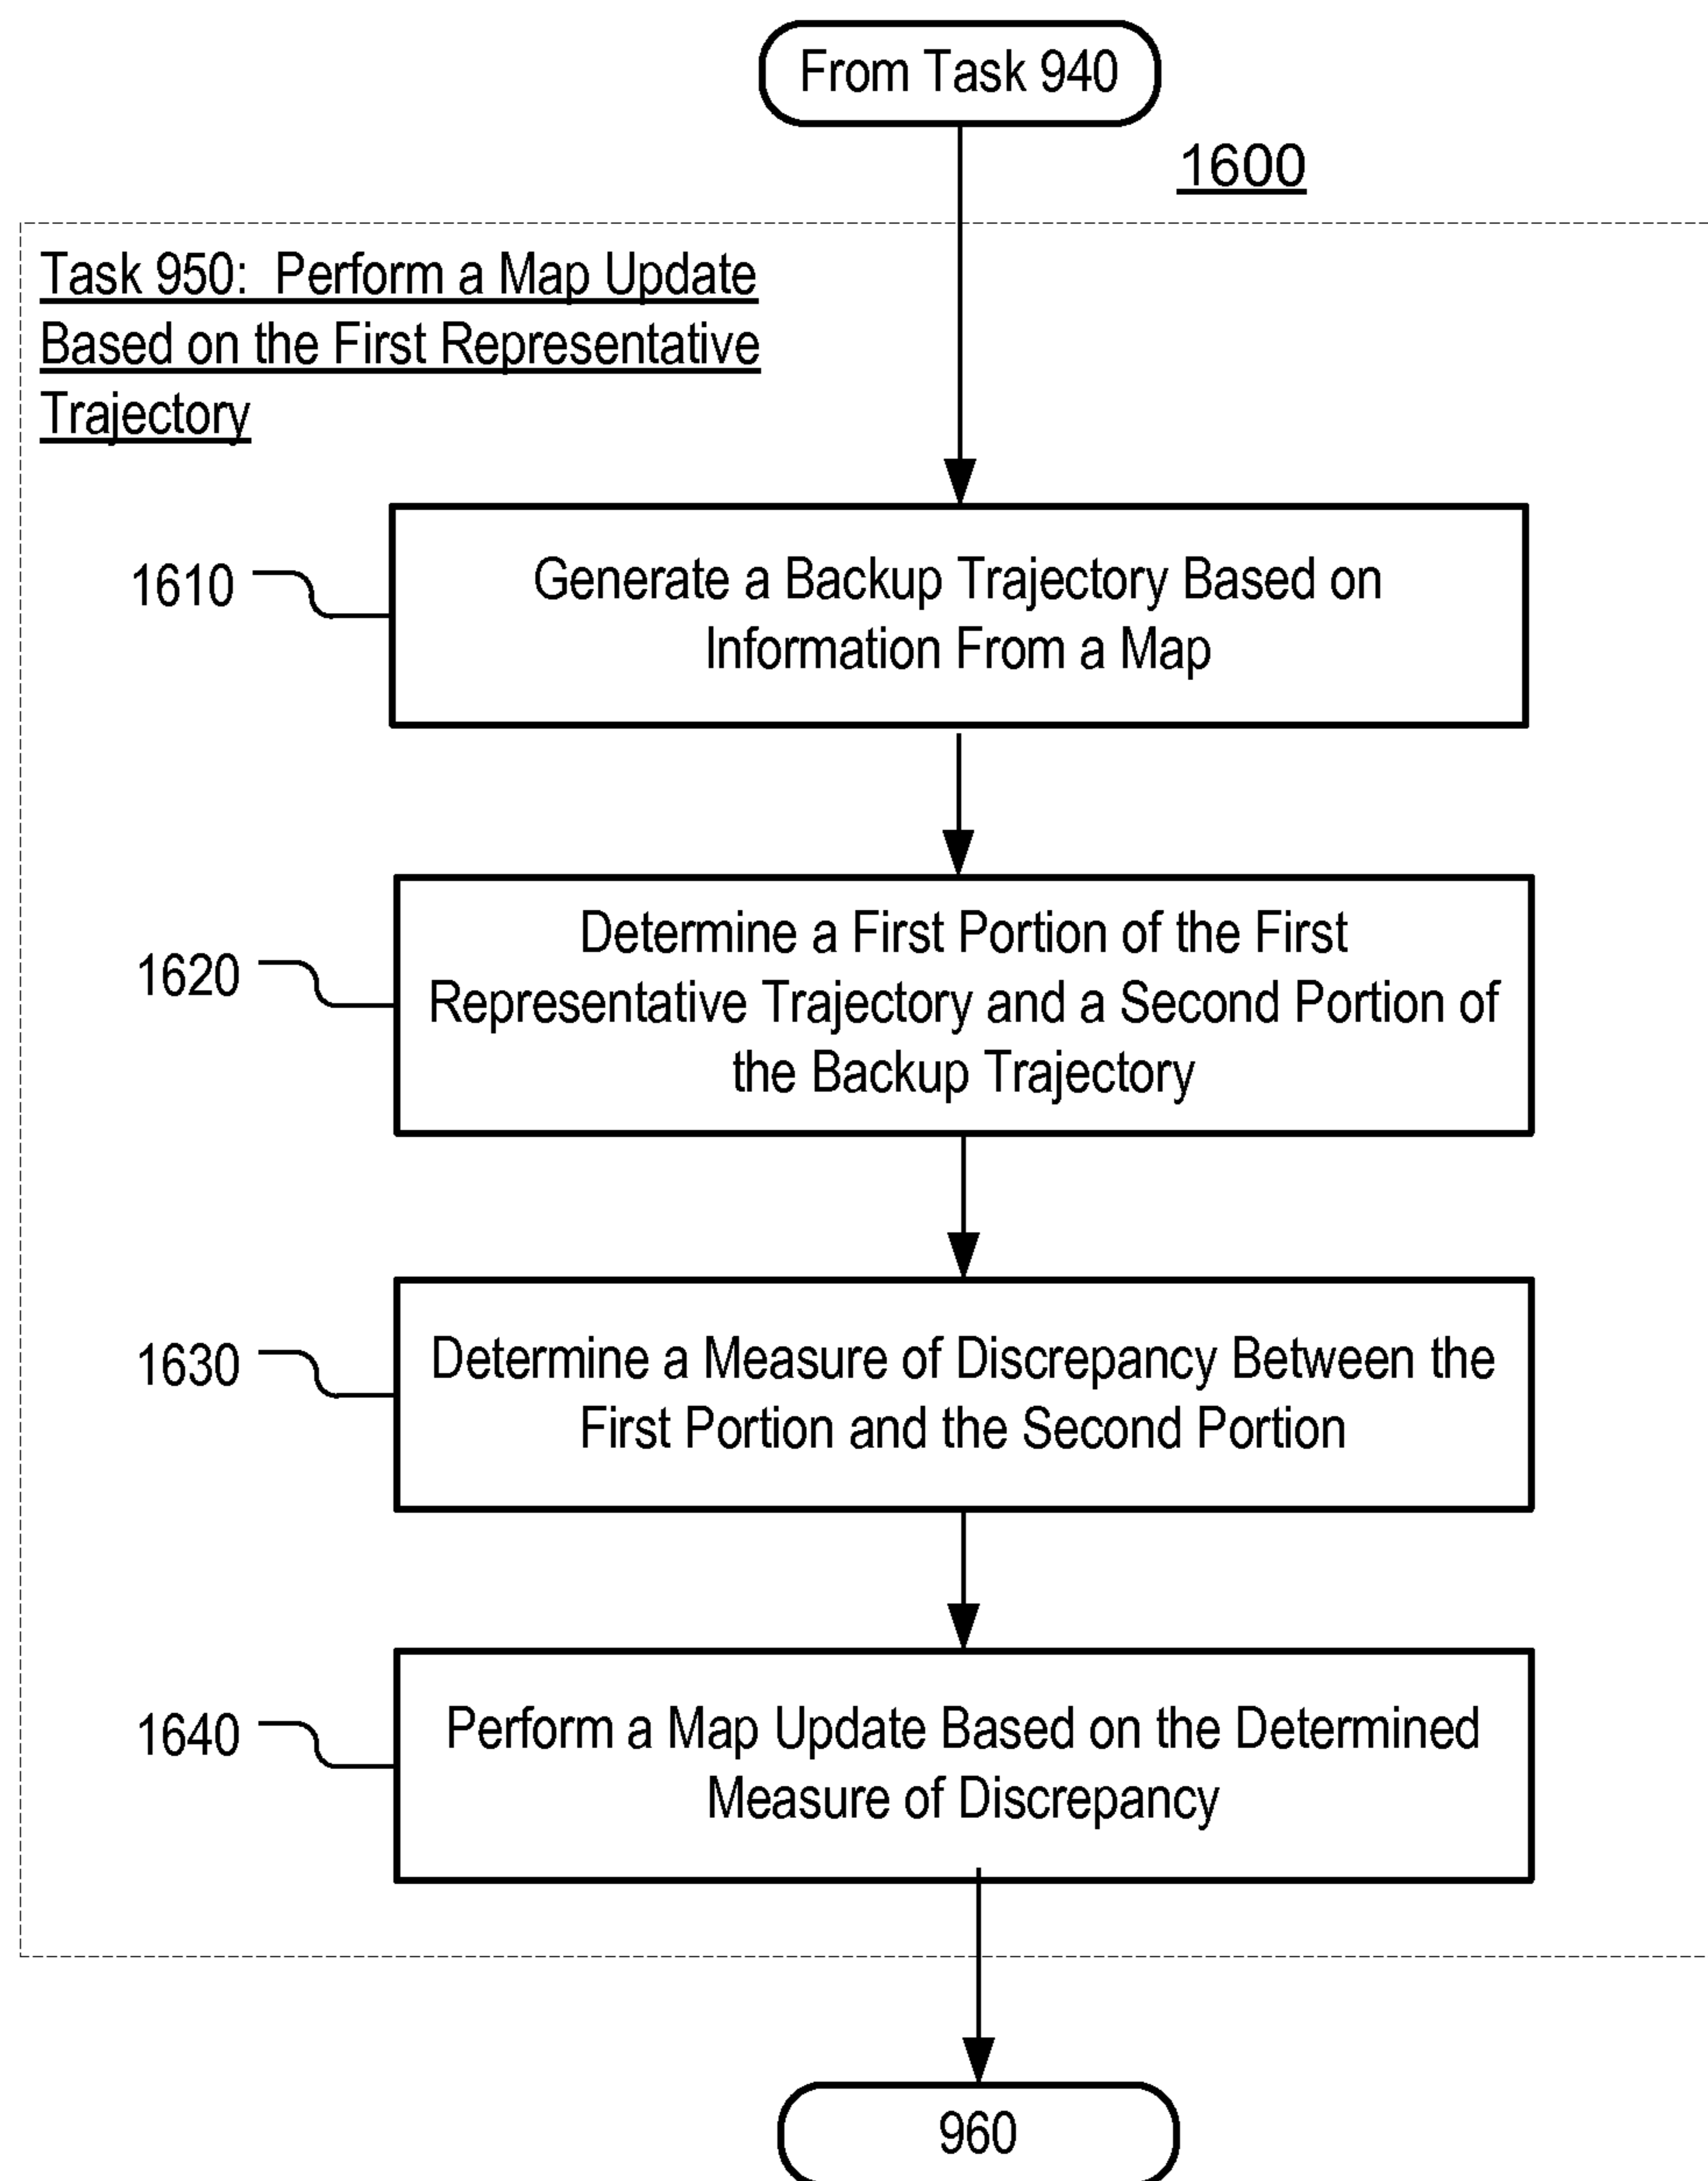 From Task 940
1600
Task 950: Perform a Map Update
Based on the First Representative
Trajectory
1610
Generate a Backup Trajectory Based on
Information From a Map
1620
Determine a First Portion of the First
Representative Trajectory and a Second Portion of
the Backup Trajectory
1630
Determine a Measure of Discrepancy Between the
First Portion and the Second Portion
1640
Perform a Map Update Based on the Determined
Measure of Discrepancy
960